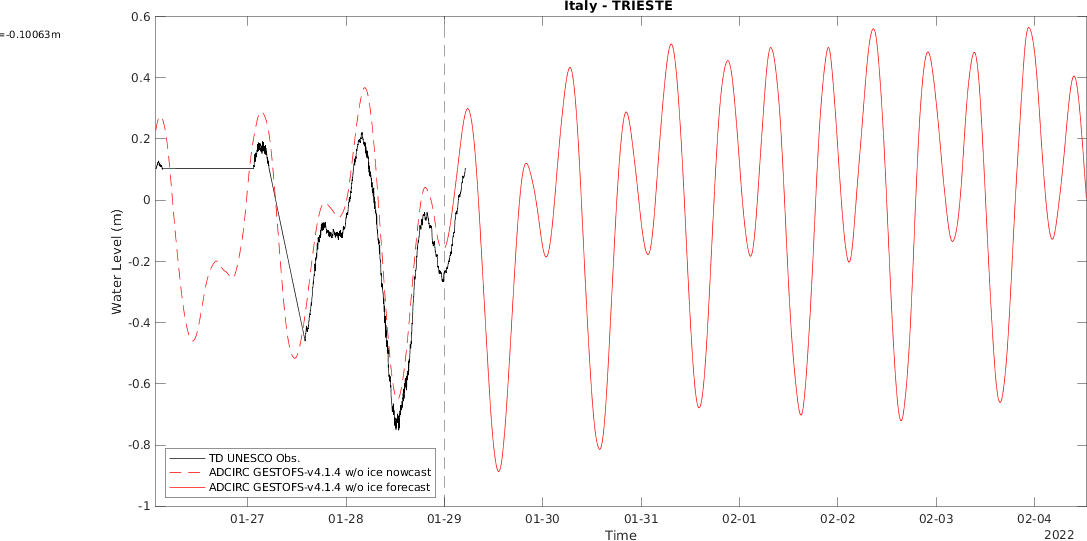 Italy - TRIESTE
=-0.10063m
0.6
0.4
0.2
0
-0.2
-0.4
-0.6
-0.8
-1
Water Level (m)
TD UNESCO Obs.
ADCIRC GESTOFS-v4.1.4 w/o ice nowcast
ADCIRC GESTOFS-v4.1.4 w/o ice forecast
01-27 01-28 01-29 01-30 01-31 02-01 02-02 02-03 02-04
Time
2022